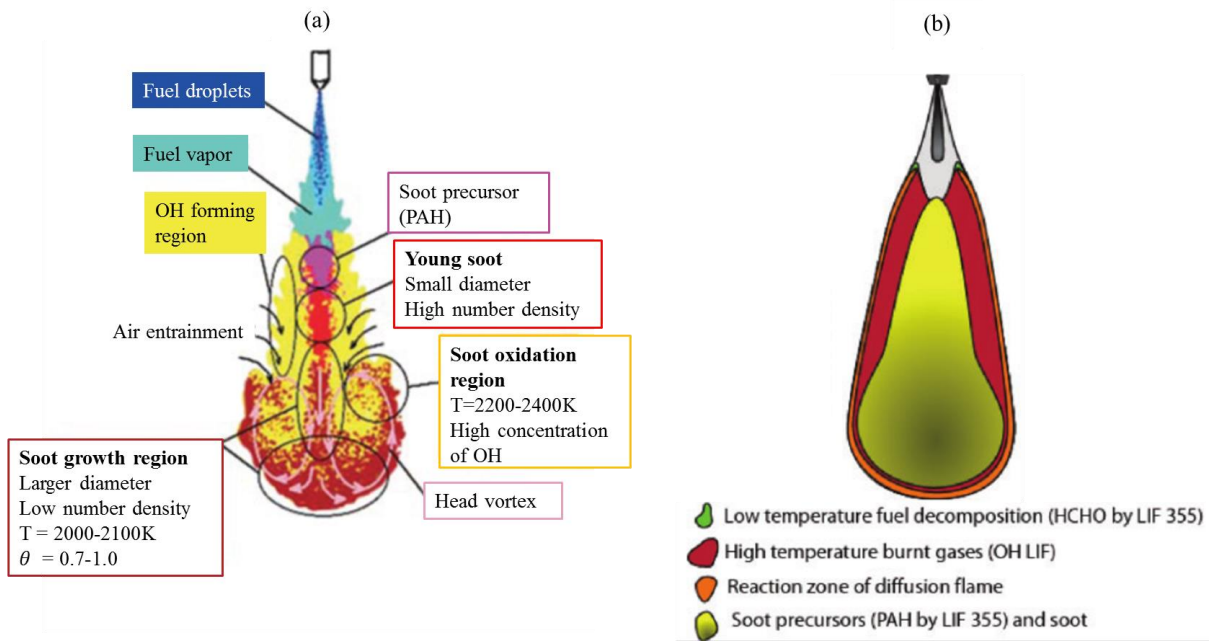 (a)
Fuel droplets
Fuel vapor
OH forming
region
Air entrainment
Soot precursor
(PAH)
Young soot
Small diameter
High number density
Soot oxidation
region
T=2200-2400K
High concentration
of OH
Head vortex
Soot growth region
Larger diameter
Low number density
T = 2000-2100K
θ = 0.7-1.0
(b)
Low temperature fuel decomposition (HCHO by LIF 355)
High temperature burnt gases (OH LIF)
Reaction zone of diffusion flame
Soot precursors (PAH by LIF 355) and soot